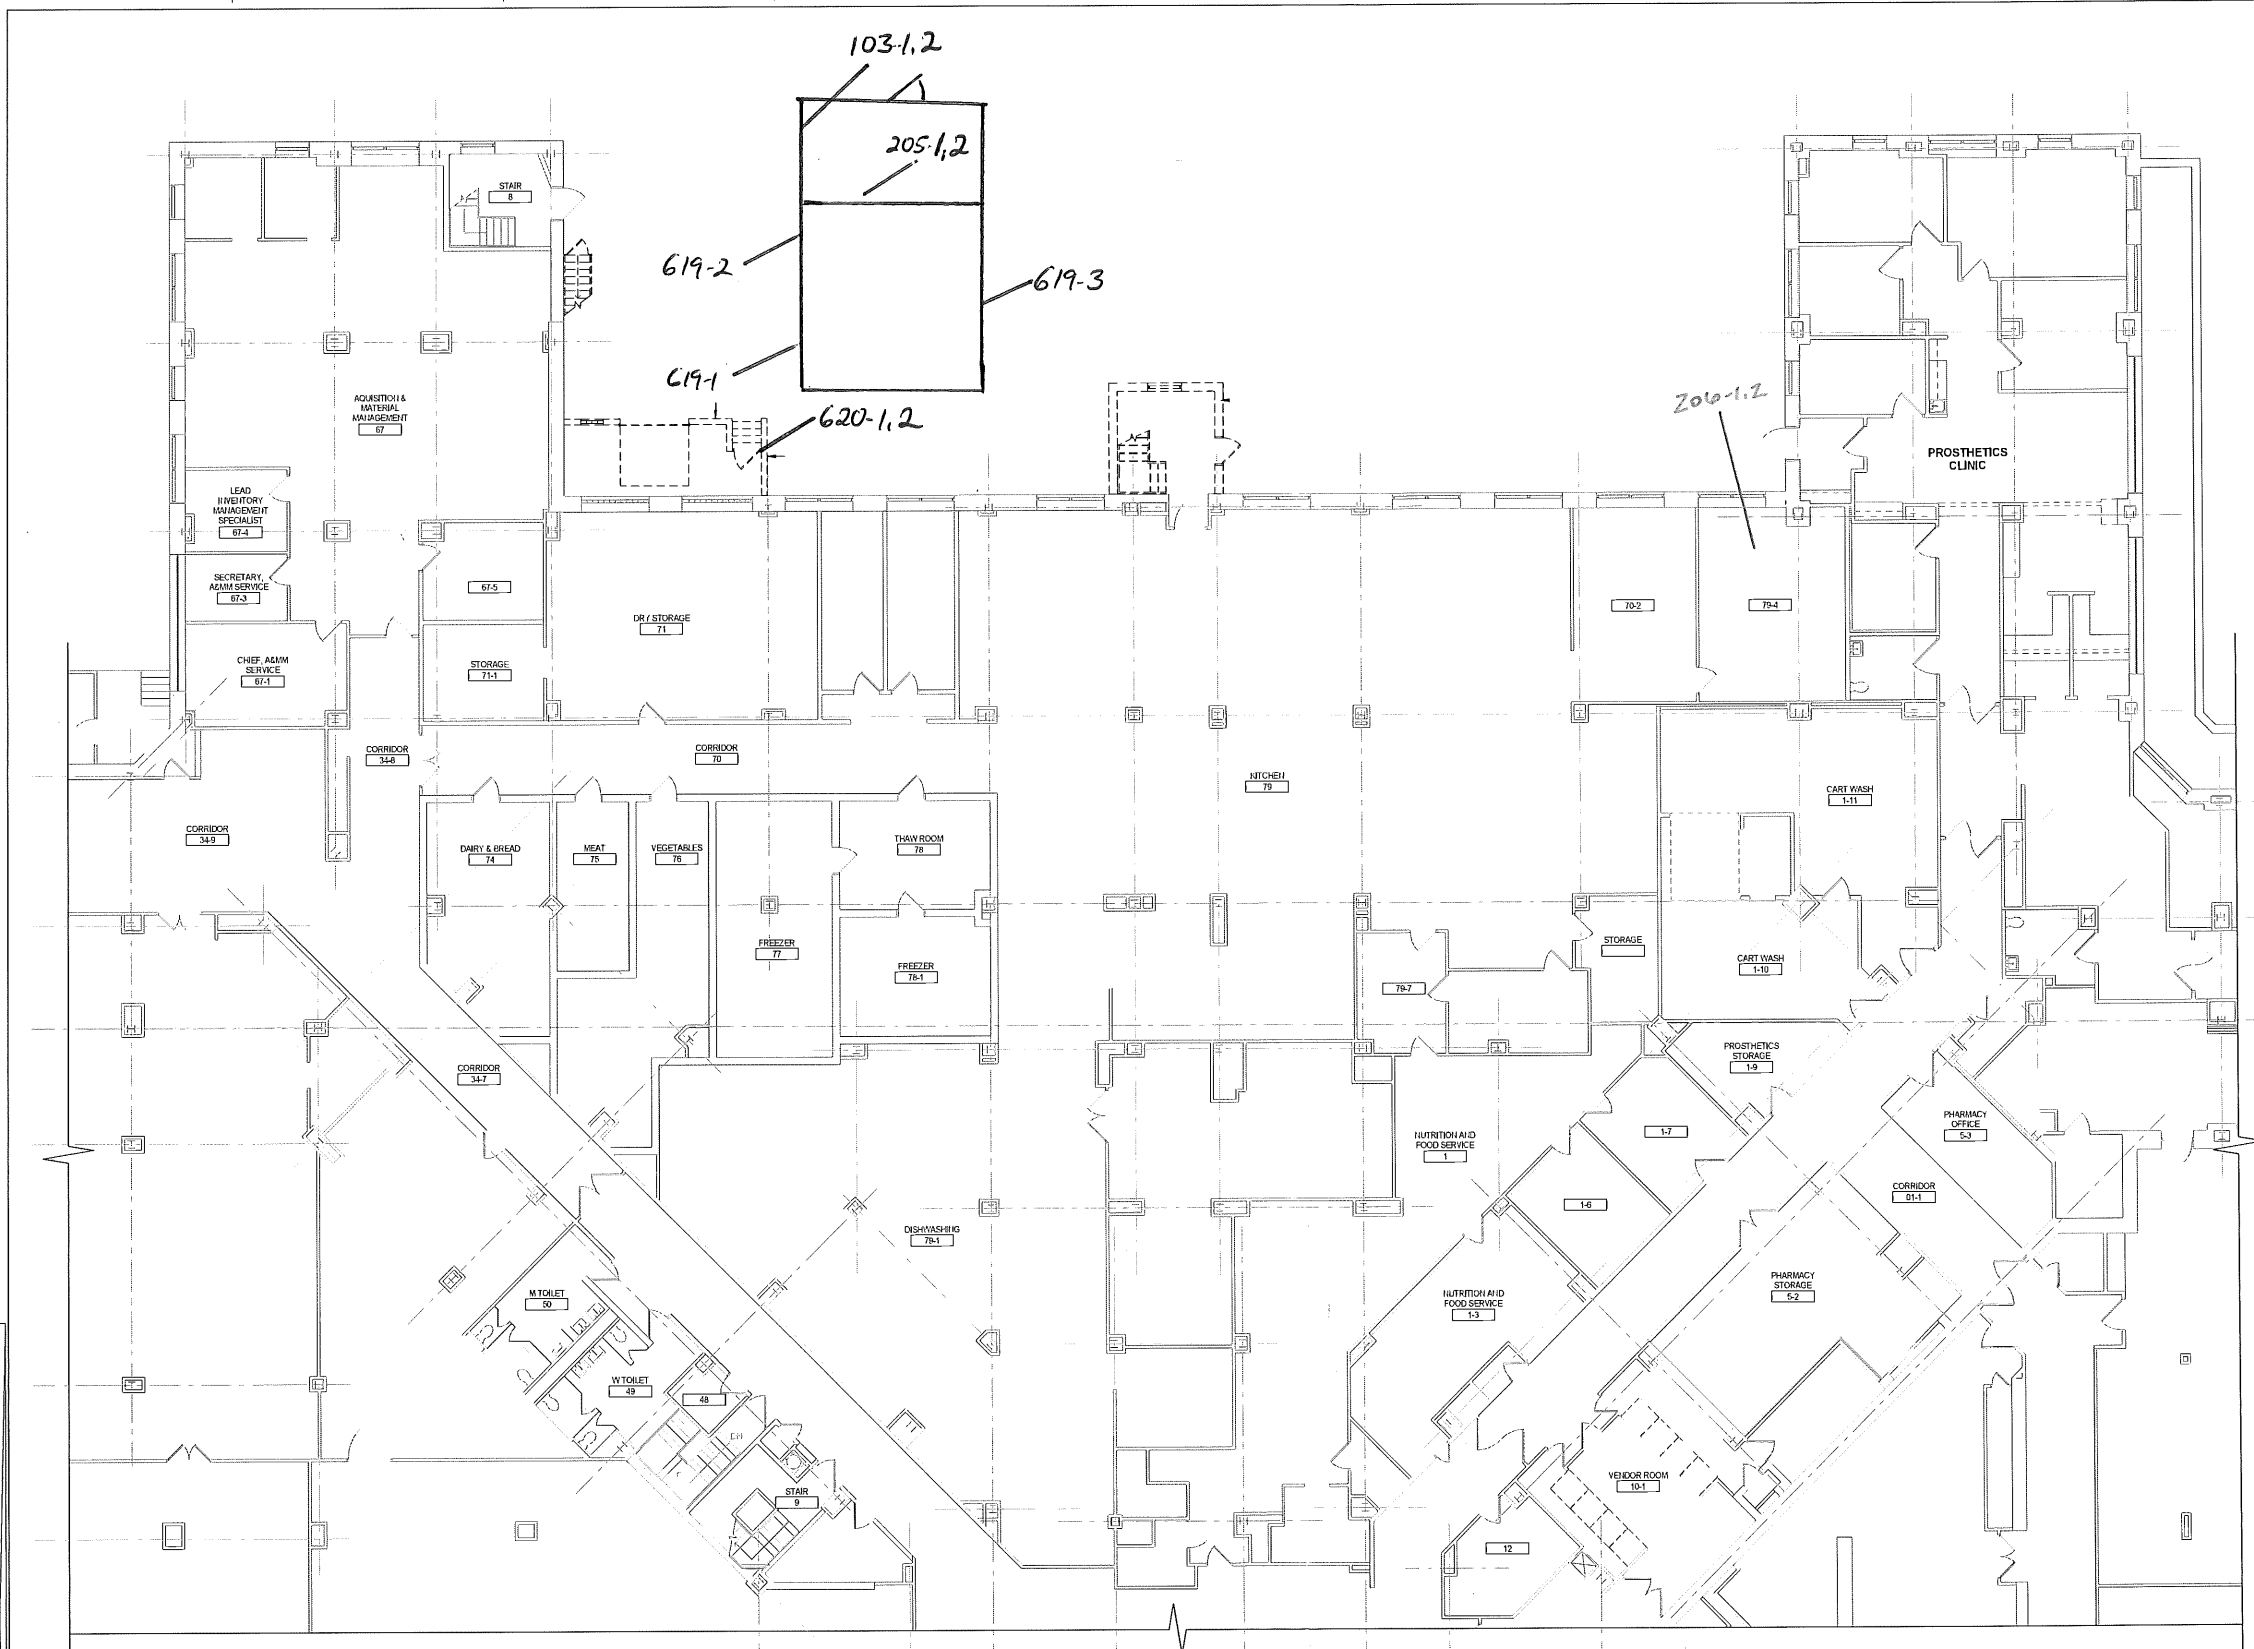 103-1,2
205-1,2
619-2
619-3
619-1
620-1,2
206-1,2
STAIR
8
AQUISITION &
MATERIAL
MANAGEMENT
67
LEAD
INVENTORY
MANAGEMENT
SPECIALIST
67-4
SECRETARY,
A&MM SERVICE
67-3
CHIEF, A&MM
SERVICE
67-1
67-5
STORAGE
71-1
DRY STORAGE
71
PROSTHETICS
CLINIC
70-2
79-4
CORRIDOR
34-8
CORRIDOR
70
KITCHEN
79
CART WASH
1-11
CORRIDOR
34-9
DAIRY & BREAD
74
MEAT
75
VEGETABLES
76
THAW ROOM
78
FREEZER
77
FREEZER
78-1
STORAGE
CART WASH
1-10
79-7
CORRIDOR
34-7
PROSTHETICS
STORAGE
1-9
PHARMACY
OFFICE
5-3
NUTRITION AND
FOOD SERVICE
1
1-7
1-6
CORRIDOR
01-1
DISHWASHING
79-1
M TOILET
50
NUTRITION AND
FOOD SERVICE
1-3
PHARMACY
STORAGE
5-2
W TOILET
49
48
STAIR
9
VENDOR ROOM
10-1
12